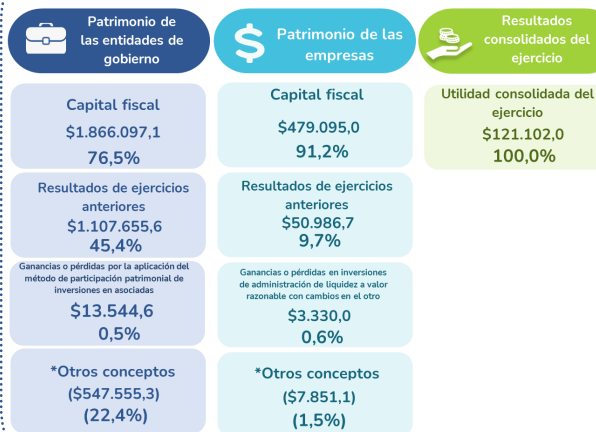 Patrimonio de
las entidades de
gobierno
Capital fiscal
$1.866.097,1
76,5%
Resultados de ejercicios
anteriores
$1.107.655,6
45,4%
Ganancias o pérdidas por la aplicación del
método de participación patrimonial de
inversiones en asociadas
$13.544,6
0,5%
*Otros conceptos
($547.555,3)
(22,4%)
Patrimonio de las
empresas
Capital fiscal
$479.095,0
91,2%
Resultados de ejercicios
anteriores
$50.986,7
9,7%
Ganancias o pérdidas en inversiones
de administración de liquidez a valor
razonable con cambios en el otro
$3.330,0
0,6%
*Otros conceptos
($7.851,1)
(1,5%)
Resultados
consolidados del
ejercicio
Utilidad consolidada del
ejercicio
$121.102,0
100,0%